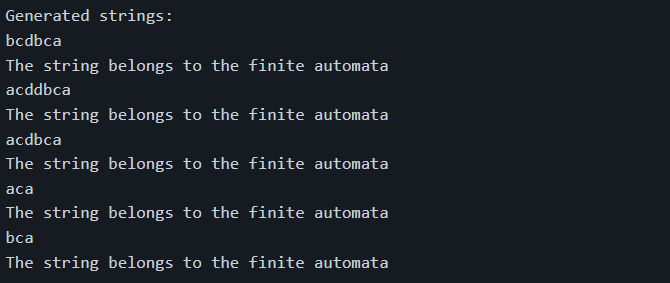 Generated strings:
bcdbca
The string belongs to the finite automata
acddbca
The string belongs to the finite automata
acdbca
The string belongs to the finite automata
aca
The string belongs to the finite automata
bca
The string belongs to the finite automata